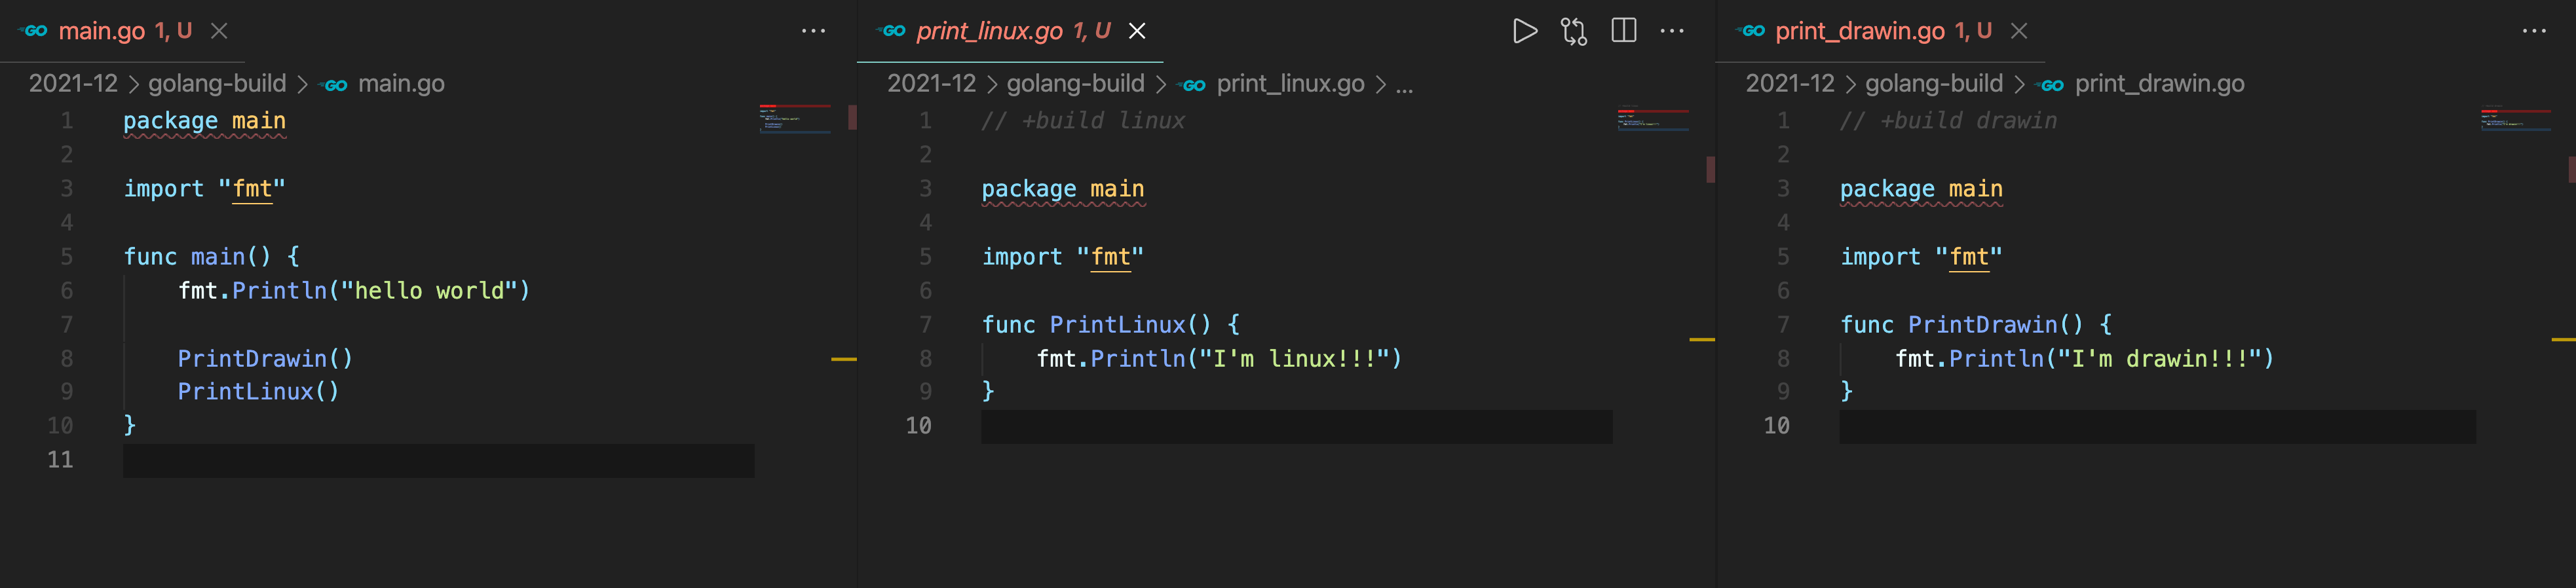 GO main.go 1, U
2021-12 > golang-build > GO main.go
1 package main
2
3 import "fmt"
4
5 func main() {
6 fmt.Println("hello world")
7
8 PrintDrawin()
9 PrintLinux()
10 }
11
GO print_linux.go 1, U
2021-12 > golang-build > GO print_linux.go > ...
1 // +build linux
2
3 package main
4
5 import "fmt"
6
7 func PrintLinux() {
8 fmt.Println("I'm linux!!!")
9 }
10
GO print_drawin.go 1, U
2021-12 > golang-build > GO print_drawin.go
1 // +build drawin
2
3 package main
4
5 import "fmt"
6
7 func PrintDrawin() {
8 fmt.Println("I'm drawin!!!")
9 }
10